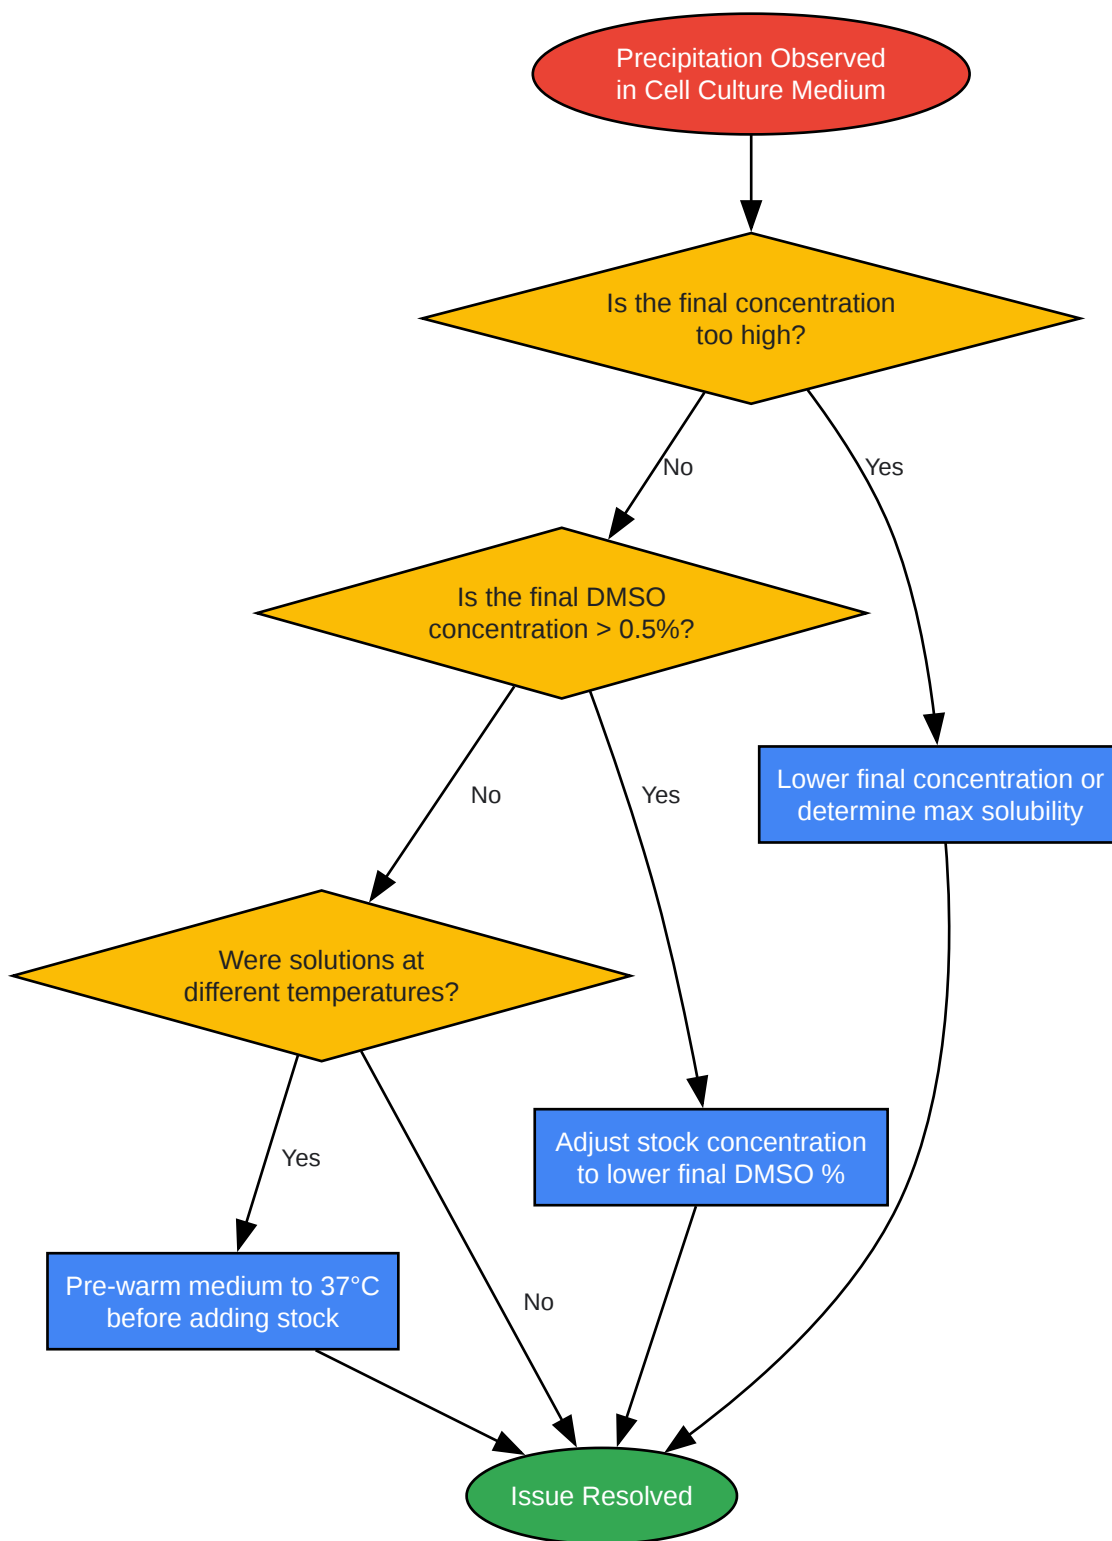 Precipitation Observed
in Cell Culture Medium
Is the final concentration
too high?
No
Yes
Is the final DMSO
concentration > 0.5%?
No
Yes
Lower final concentration or
determine max solubility
Were solutions at
different temperatures?
Yes
No
Adjust stock concentration
to lower final DMSO %
Pre-warm medium to 37°C
before adding stock
Issue Resolved